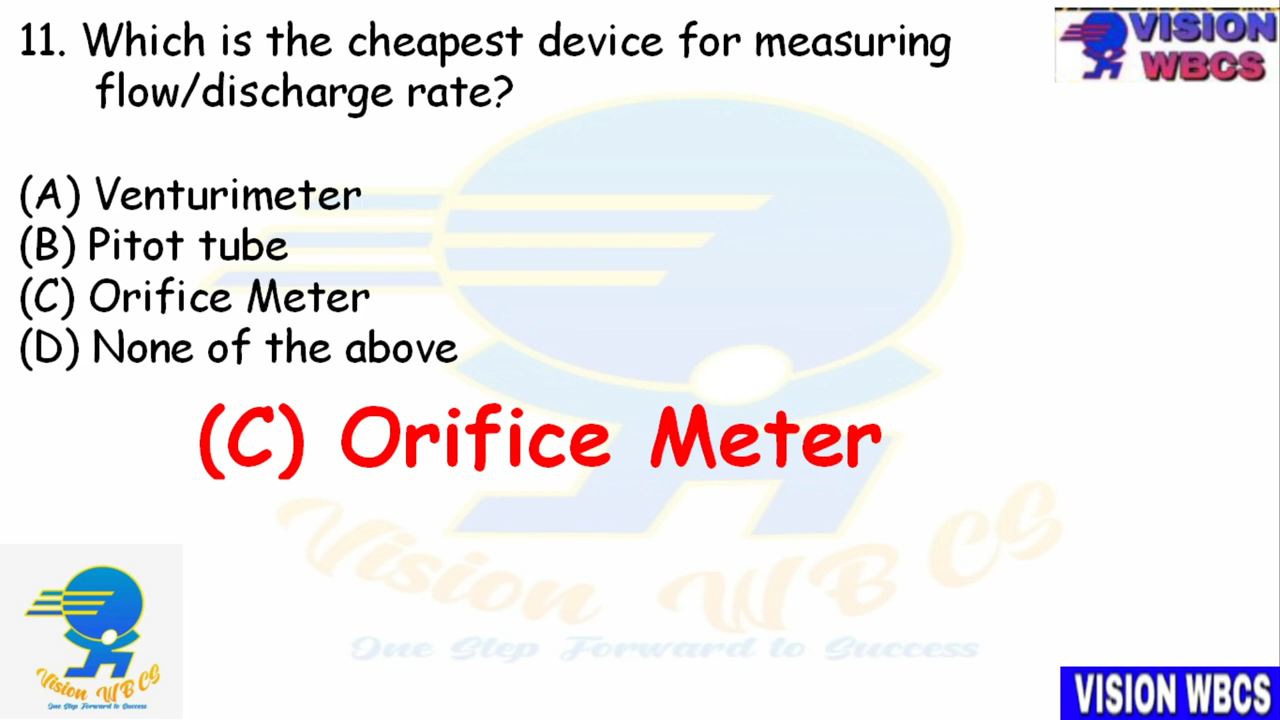 11. Which is the cheapest device for measuring
flow/discharge rate?
VISION
WBCS
(A) Venturimeter
(B) Pitot tube
(C) Orifice Meter
(D) None of the above
(C) Orifice Meter
Vision WBCS
One Step Forward to Success
Vision WBCS
One Step Forward to Success
VISION WBCS